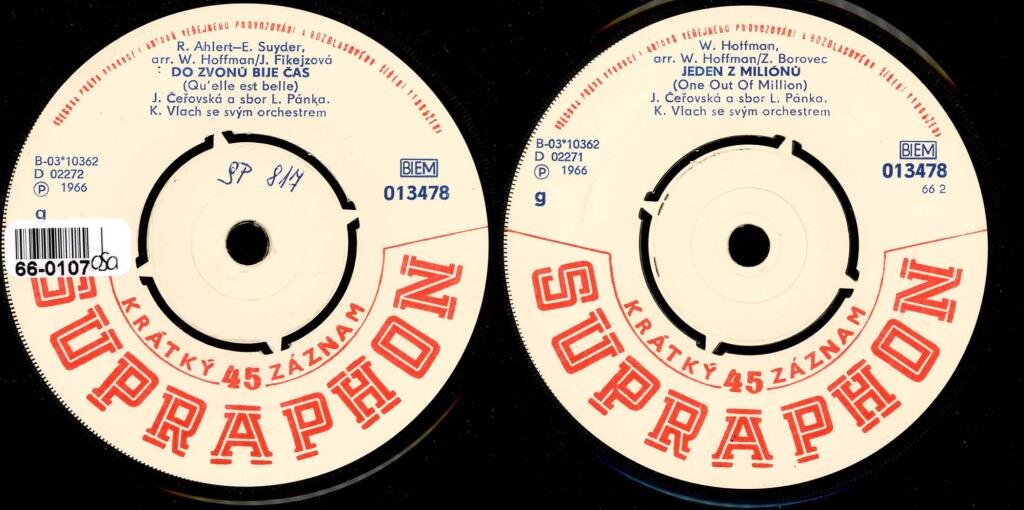 R. Ahlert–E. Suyder,
arr. W. Hoffman/J. Fikejzová
DO ZVONŮ BIJE ČAS
(Qu'elle est belle)
J. Čeřovská a sbor L. Pánka.
K. Vlach se svým orchestrem
B-03*10362
D 02272
Ⓟ 1966
g
BIEM
013478
SP 817
66-0107
OSA
SUPRAPHON
KRÁTKÝ 45 ZÁZNAM
W. Hoffman,
arr. W. Hoffman/Z. Borovec
JEDEN Z MILIÓNŮ
(One Out Of Million)
J. Čeřovská a sbor L. Pánka.
K. Vlach se svým orchestrem
B-03*10362
D 02271
Ⓟ 1966
g
BIEM
013478
66 2
SUPRAPHON
KRÁTKÝ 45 ZÁZNAM